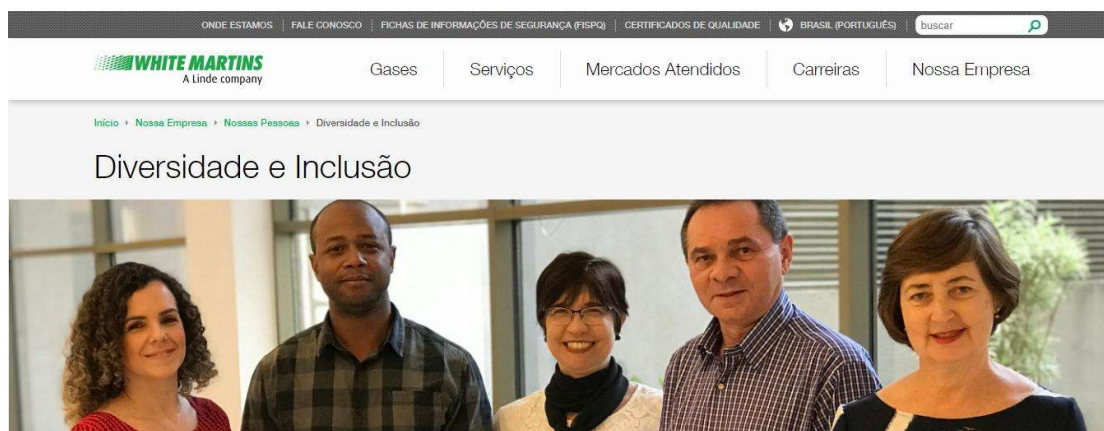 ONDE ESTAMOS | FALE CONOSCO | FICHAS DE INFORMAÇÕES DE SEGURANÇA (FISPQ) | CERTIFICADOS DE QUALIDADE | BRASIL (PORTUGUÊS) | buscar
WHITE MARTINS
A Linde company
Gases Serviços Mercados Atendidos Carreiras Nossa Empresa
Início Nossa Empresa Nossas Pessoas Diversidade e Inclusão
Diversidade e Inclusão